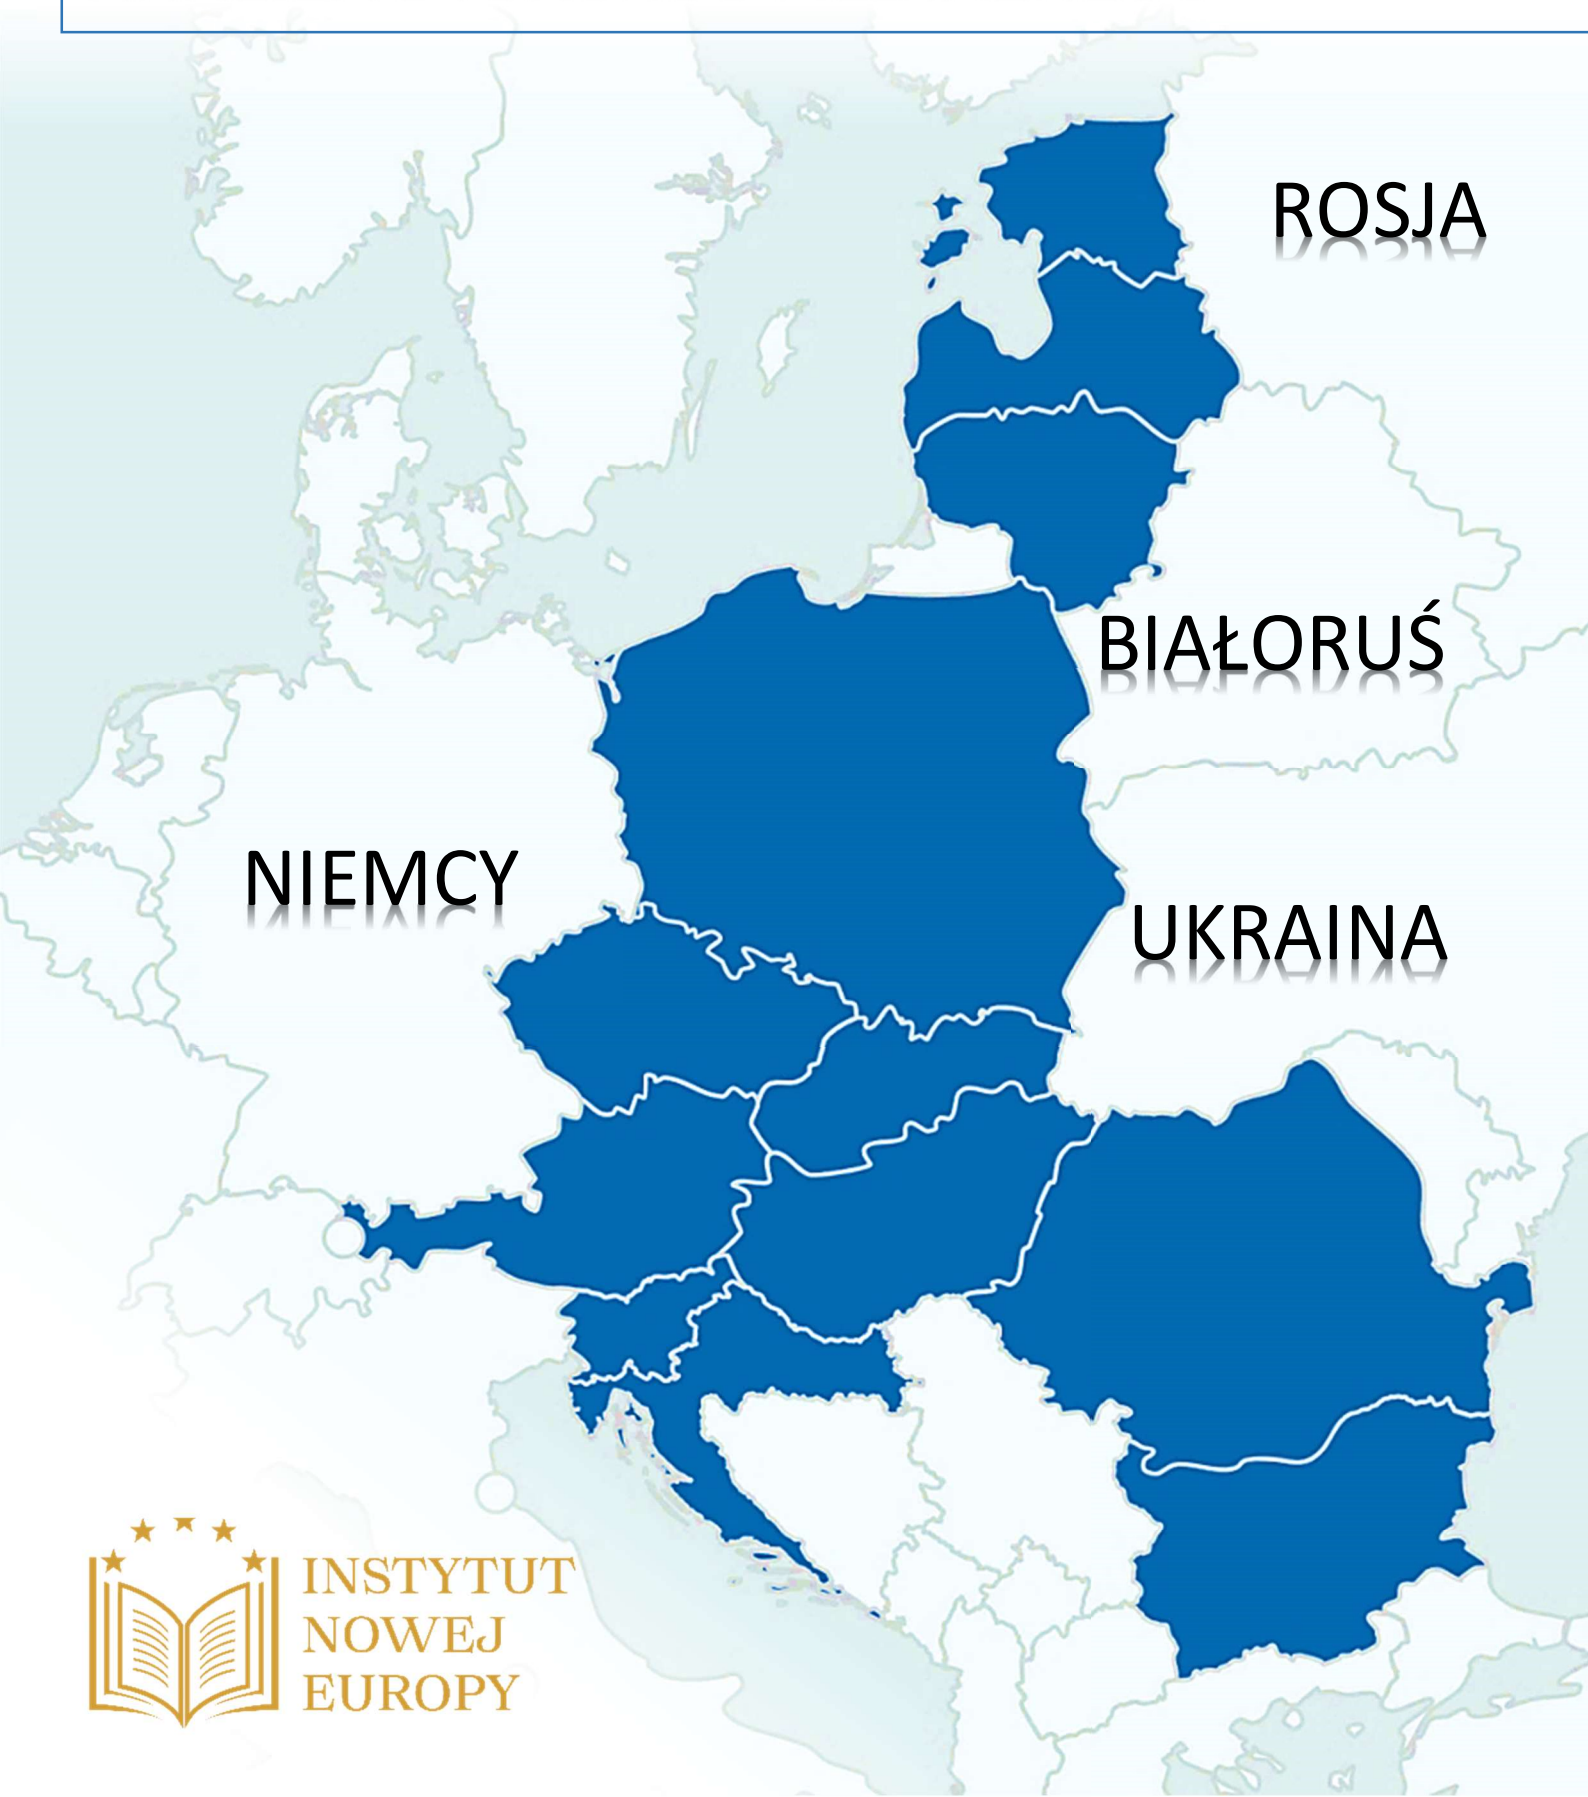 ROSJA
BIAŁORUŚ
NIEMCY
UKRAINA
INSTYTUT
NOWEJ
EUROPY